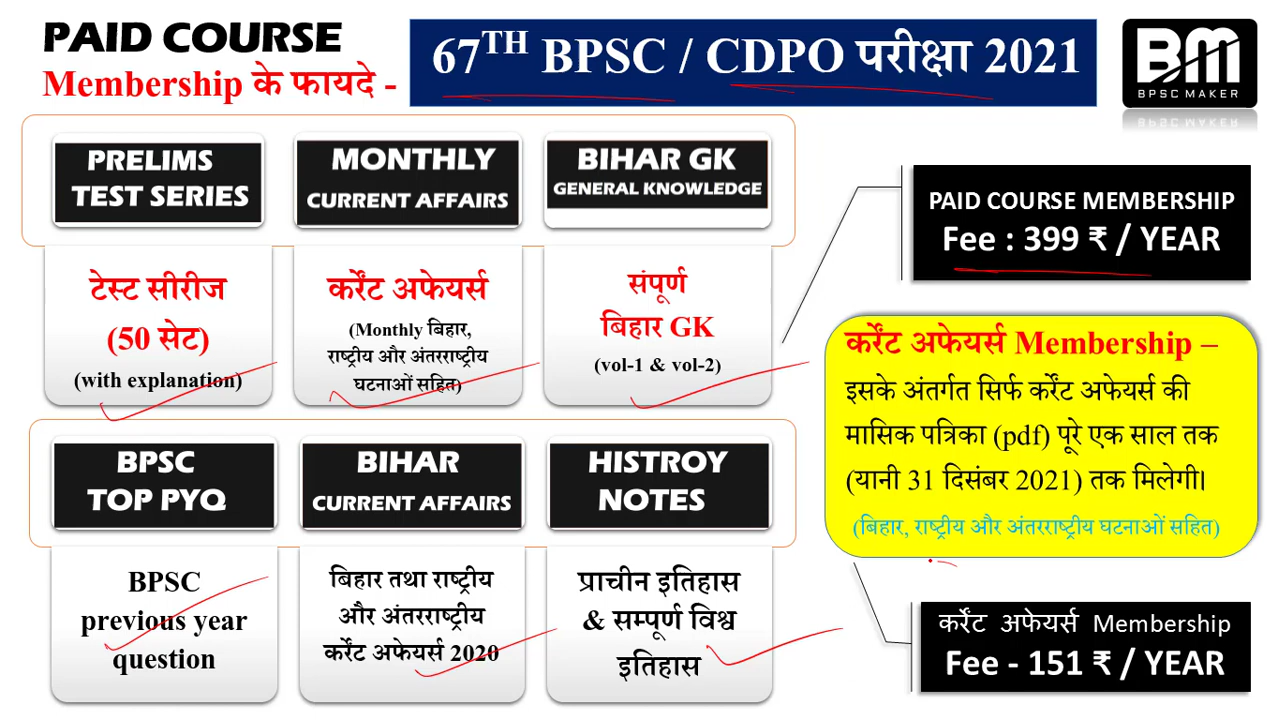 PAID COURSE
Membership के फायदे -
67TH BPSC / CDPO परीक्षा 2021
BM
BPSC MAKER
PRELIMS
TEST SERIES
टेस्ट सीरीज
(50 सेट)
(with explanation)
MONTHLY
CURRENT AFFAIRS
करेंट अफेयर्स
(Monthly बिहार,
राष्ट्रीय और अंतरराष्ट्रीय
घटनाओं सहित)
BIHAR GK
GENERAL KNOWLEDGE
संपूर्ण
बिहार GK
(vol-1 & vol-2)
PAID COURSE MEMBERSHIP
Fee : 399 ₹ / YEAR
करेंट अफेयर्स Membership –
इसके अंतर्गत सिर्फ करेंट अफेयर्स की
मासिक पत्रिका (pdf) पूरे एक साल तक
(यानी 31 दिसंबर 2021) तक मिलेगी।
(बिहार, राष्ट्रीय और अंतरराष्ट्रीय घटनाओं सहित)
BPSC
TOP PYQ
BPSC
previous year
question
BIHAR
CURRENT AFFAIRS
बिहार तथा राष्ट्रीय
और अंतरराष्ट्रीय
करेंट अफेयर्स 2020
HISTROY
NOTES
प्राचीन इतिहास
& सम्पूर्ण विश्व
इतिहास
करेंट अफेयर्स Membership
Fee - 151 ₹ / YEAR